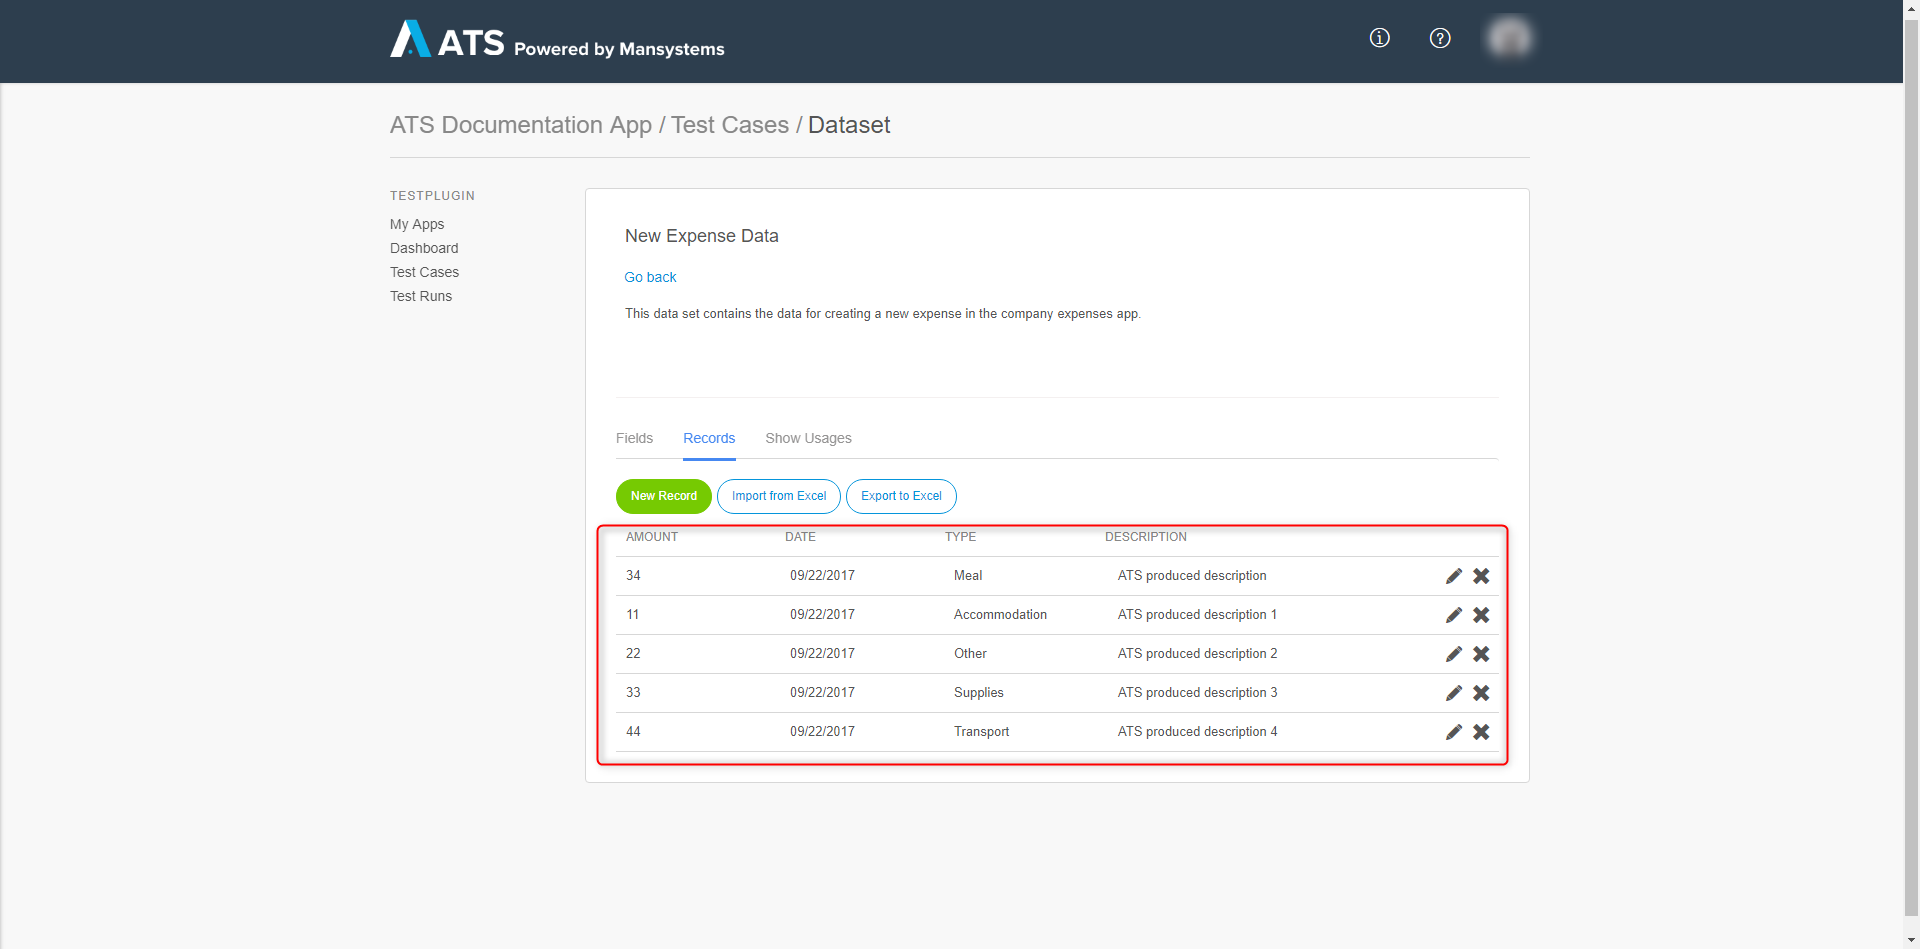 ATS Powered by Mansystems
ATS Documentation App / Test Cases / Dataset
TESTPLUGIN
My Apps
Dashboard
Test Cases
Test Runs
New Expense Data
Go back
This data set contains the data for creating a new expense in the company expenses app.
Fields Records Show Usages
New Record Import from Excel Export to Excel
AMOUNT DATE TYPE DESCRIPTION
34 09/22/2017 Meal ATS produced description
11 09/22/2017 Accommodation ATS produced description 1
22 09/22/2017 Other ATS produced description 2
33 09/22/2017 Supplies ATS produced description 3
44 09/22/2017 Transport ATS produced description 4